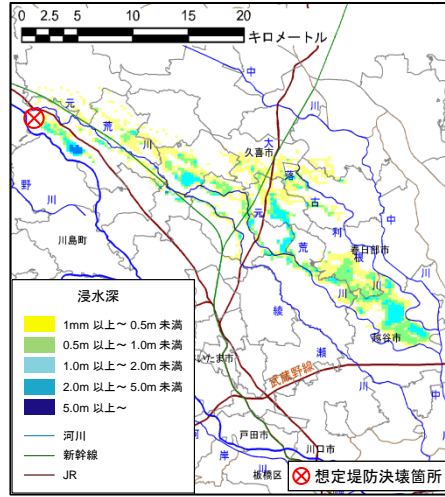 0 2.5 5 10 15 20
キロメートル
中川
元荒川
久喜市
大落古利根川
野川
川島町
元荒川
中川
春日部市
綾瀬川
越谷市
いたま市
武蔵野線
戸田市
川口市
岸川
板橋区
浸水深
1mm 以上～ 0.5m 未満
0.5m 以上～ 1.0m 未満
1.0m 以上～ 2.0m 未満
2.0m 以上～ 5.0m 未満
5.0m 以上～
河川
新幹線
JR
想定堤防決壊箇所